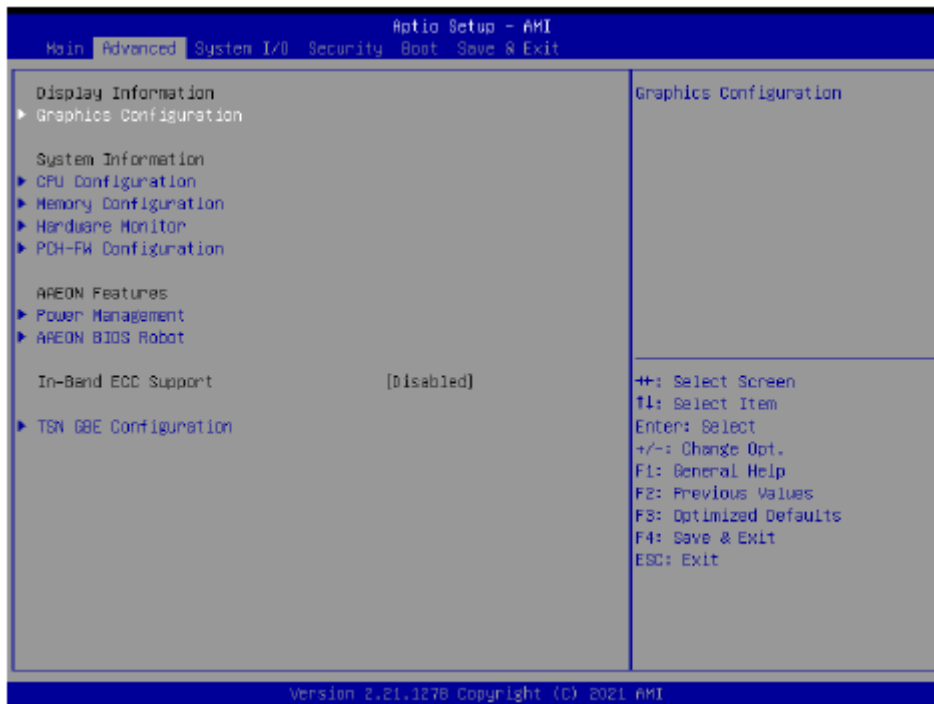 Aptio Setup - AMI
Main Advanced System I/O Security Boot Save & Exit
Display Information
Graphics Configuration
System Information
CPU Configuration
Memory Configuration
Hardware Monitor
PCH-FW Configuration
AAEON Features
Power Management
AAEON BIOS Robot
In-Band ECC Support [Disabled]
TSN GBE Configuration
Graphics Configuration
→←: Select Screen
↑↓: Select Item
Enter: Select
+/-: Change Opt.
F1: General Help
F2: Previous Values
F3: Optimized Defaults
F4: Save & Exit
ESC: Exit
Version 2.21.1278 Copyright (C) 2021 AMI